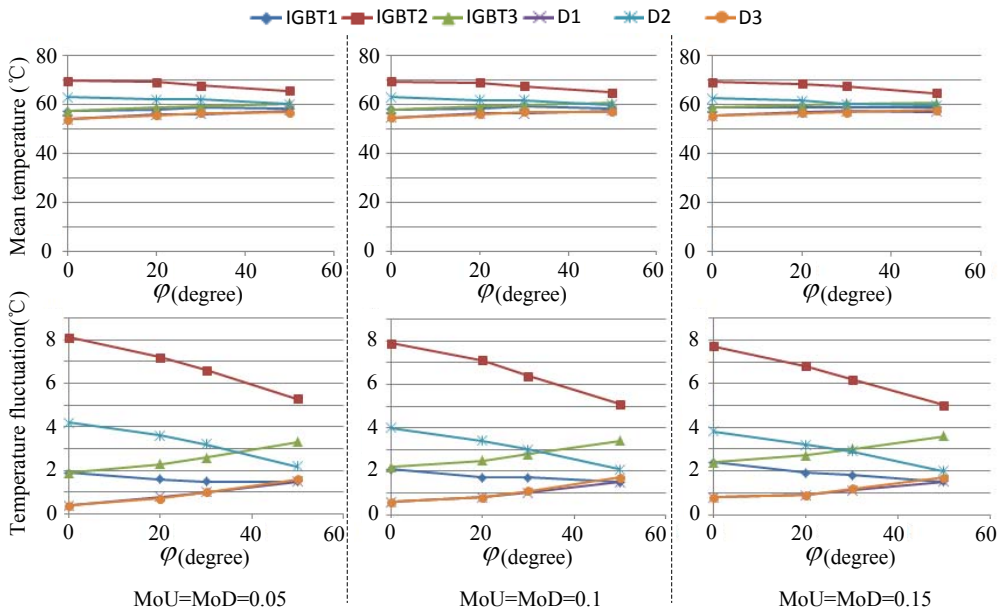 IGBT1 IGBT2 IGBT3 D1 D2 D3
Mean temperature (℃)
80 80 80
60 60 60
40 40 40
20 20 20
0 0 0
0 20 40 60 0 20 40 60 0 20 40 60
φ(degree) φ(degree) φ(degree)
Temperature fluctuation(℃)
8 8 8
6 6 6
4 4 4
2 2 2
0 0 0
0 20 40 60 0 20 40 60 0 20 40 60
φ(degree) φ(degree) φ(degree)
MoU=MoD=0.05 MoU=MoD=0.1 MoU=MoD=0.15